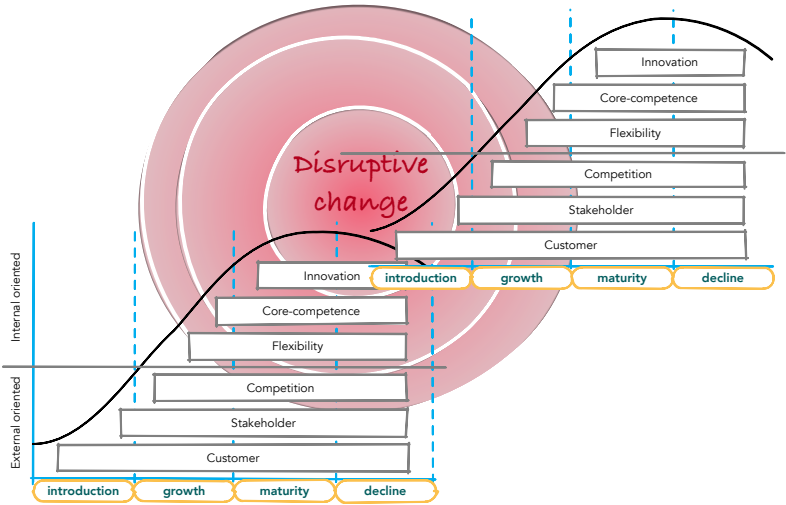 Innovation
Core-competence
Flexibility
Disruptive
change
Competition
Stakeholder
Customer
introduction growth maturity decline
Internal oriented
External oriented
Innovation
Core-competence
Flexibility
Competition
Stakeholder
Customer
introduction growth maturity decline